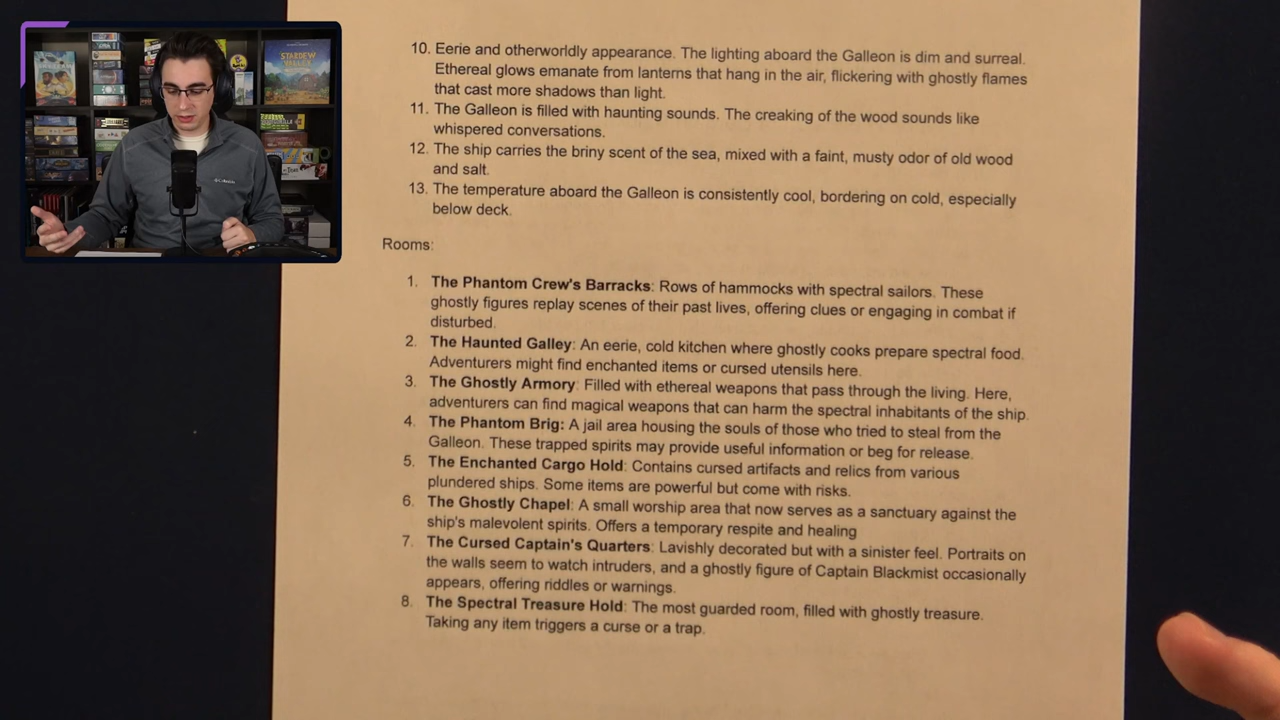 STARDEW VALLEY
Columbia
10. Eerie and otherworldly appearance. The lighting aboard the Galleon is dim and surreal.
Ethereal glows emanate from lanterns that hang in the air, flickering with ghostly flames
that cast more shadows than light.
11. The Galleon is filled with haunting sounds. The creaking of the wood sounds like
whispered conversations.
12. The ship carries the briny scent of the sea, mixed with a faint, musty odor of old wood
and salt.
13. The temperature aboard the Galleon is consistently cool, bordering on cold, especially
below deck.
Rooms:
1. The Phantom Crew's Barracks: Rows of hammocks with spectral sailors. These
ghostly figures replay scenes of their past lives, offering clues or engaging in combat if
disturbed.
2. The Haunted Galley: An eerie, cold kitchen where ghostly cooks prepare spectral food.
Adventurers might find enchanted items or cursed utensils here.
3. The Ghostly Armory: Filled with ethereal weapons that pass through the living. Here,
adventurers can find magical weapons that can harm the spectral inhabitants of the ship.
4. The Phantom Brig: A jail area housing the souls of those who tried to steal from the
Galleon. These trapped spirits may provide useful information or beg for release.
5. The Enchanted Cargo Hold: Contains cursed artifacts and relics from various
plundered ships. Some items are powerful but come with risks.
6. The Ghostly Chapel: A small worship area that now serves as a sanctuary against the
ship's malevolent spirits. Offers a temporary respite and healing
7. The Cursed Captain's Quarters: Lavishly decorated but with a sinister feel. Portraits on
the walls seem to watch intruders, and a ghostly figure of Captain Blackmist occasionally
appears, offering riddles or warnings.
8. The Spectral Treasure Hold: The most guarded room, filled with ghostly treasure.
Taking any item triggers a curse or a trap.